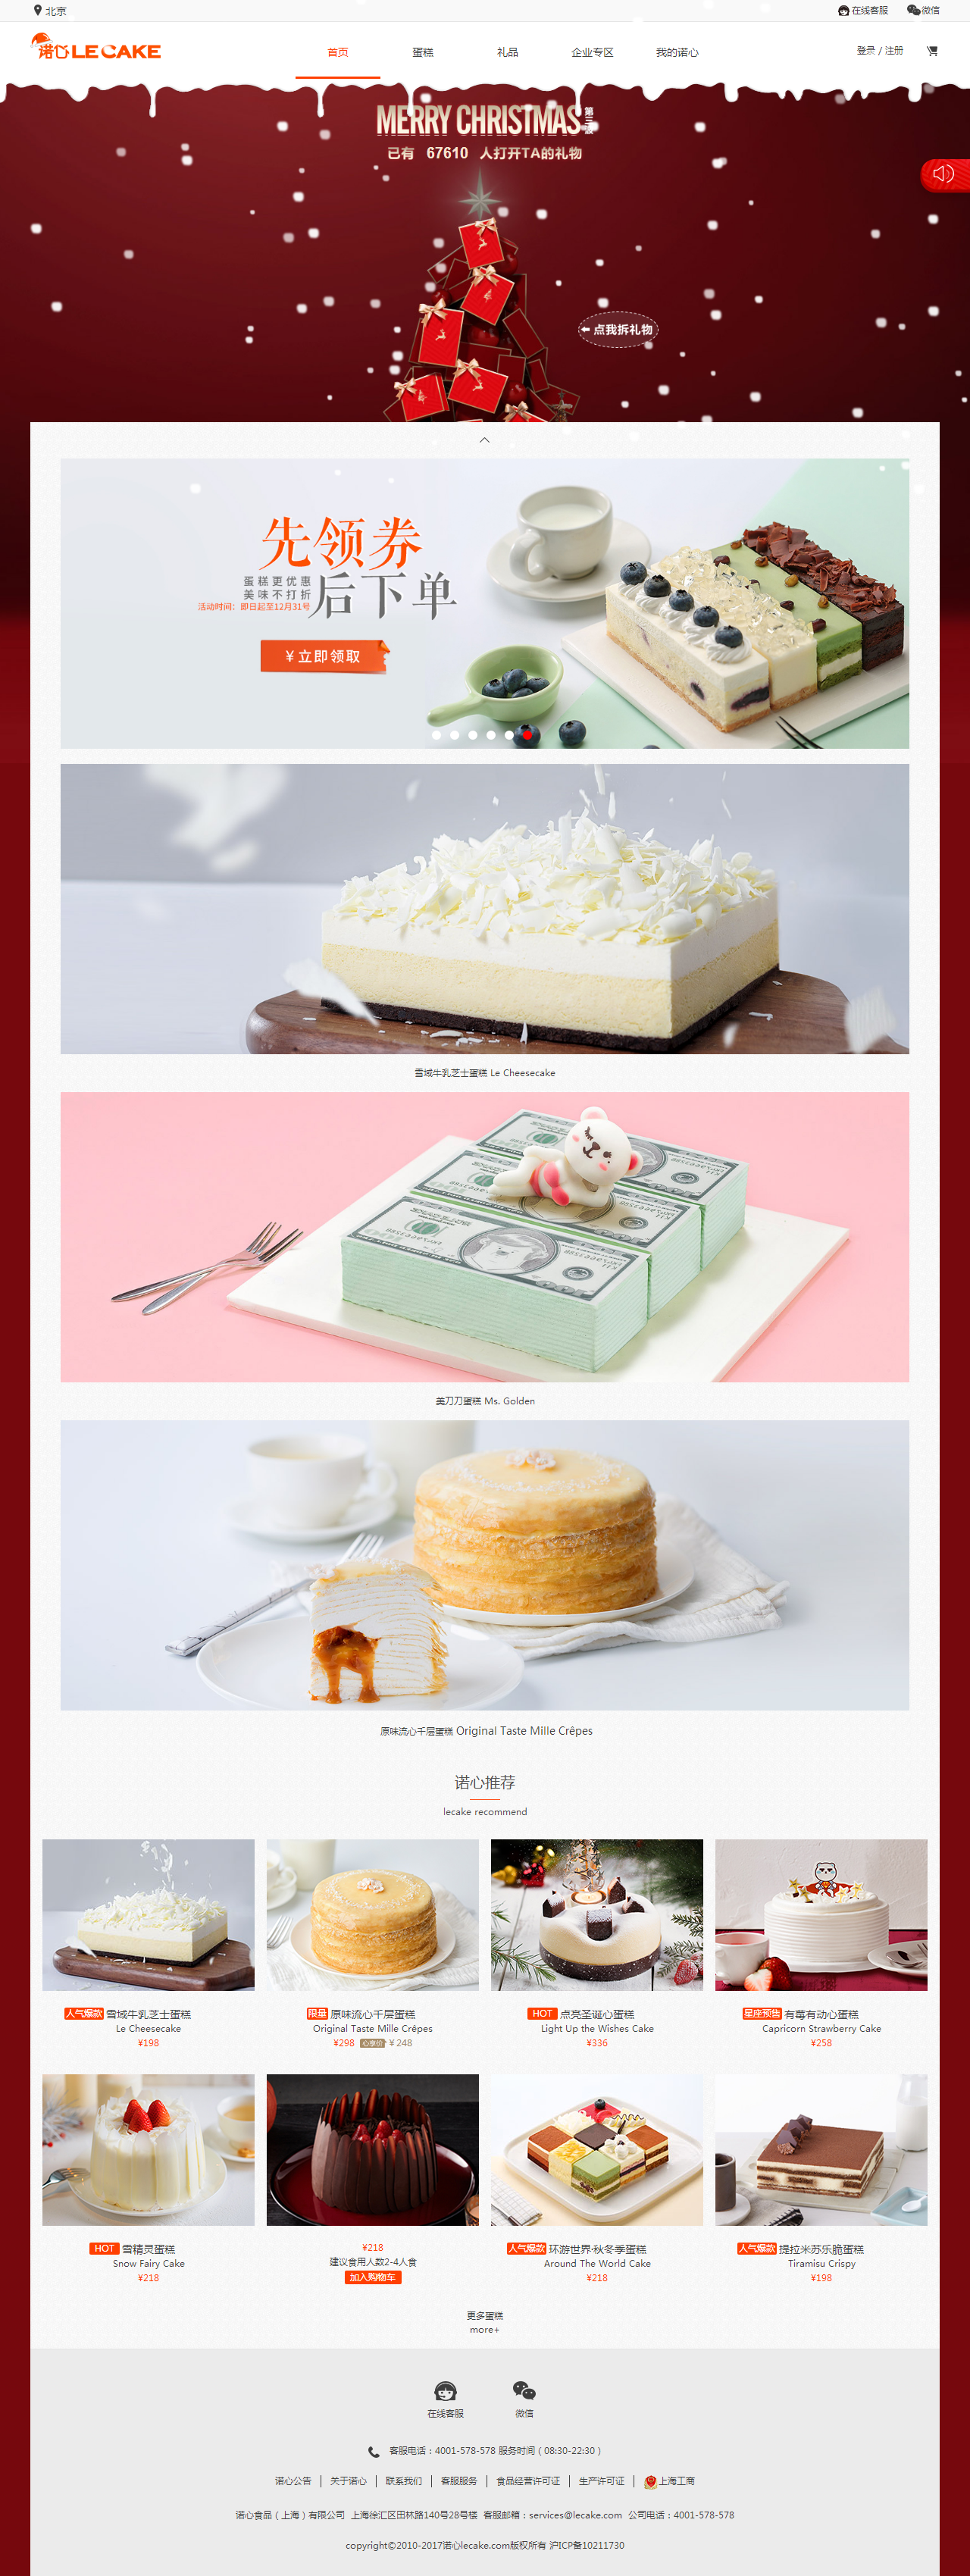 北京
在线客服
微信
诺心LECAKE
首页
蛋糕
礼品
企业专区
我的诺心
登录 / 注册
MERRY CHRISTMAS
已有 67610 人打开TA的礼物
点我拆礼物
先领券
蛋糕更优惠
美味不打折
后下单
活动时间：即日起至12月31号
¥立即领取
雪域牛乳芝士蛋糕 Le Cheesecake
美刀刀蛋糕 Ms. Golden
原味流心千层蛋糕 Original Taste Mille Crêpes
诺心推荐
lecake recommend
人气爆款 雪域牛乳芝士蛋糕
Le Cheesecake
¥198
限量 原味流心千层蛋糕
Original Taste Mille Crêpes
¥298 心享价 ¥ 248
HOT 点亮圣诞心蛋糕
Light Up the Wishes Cake
¥336
星座预售 有莓有动心蛋糕
Capricorn Strawberry Cake
¥258
HOT 雪精灵蛋糕
Snow Fairy Cake
¥218
¥218
建议食用人数2-4人食
加入购物车
人气爆款 环游世界·秋冬季蛋糕
Around The World Cake
¥218
人气爆款 提拉米苏乐脆蛋糕
Tiramisu Crispy
¥198
更多蛋糕
more+
在线客服
微信
客服电话：4001-578-578 服务时间（08:30-22:30）
诺心公告
关于诺心
联系我们
客服服务
食品经营许可证
生产许可证
上海工商
诺心食品（上海）有限公司 上海徐汇区田林路140号28号楼 客服邮箱：services@lecake.com 公司电话：4001-578-578
copyright©2010-2017诺心lecake.com版权所有 沪ICP备10211730